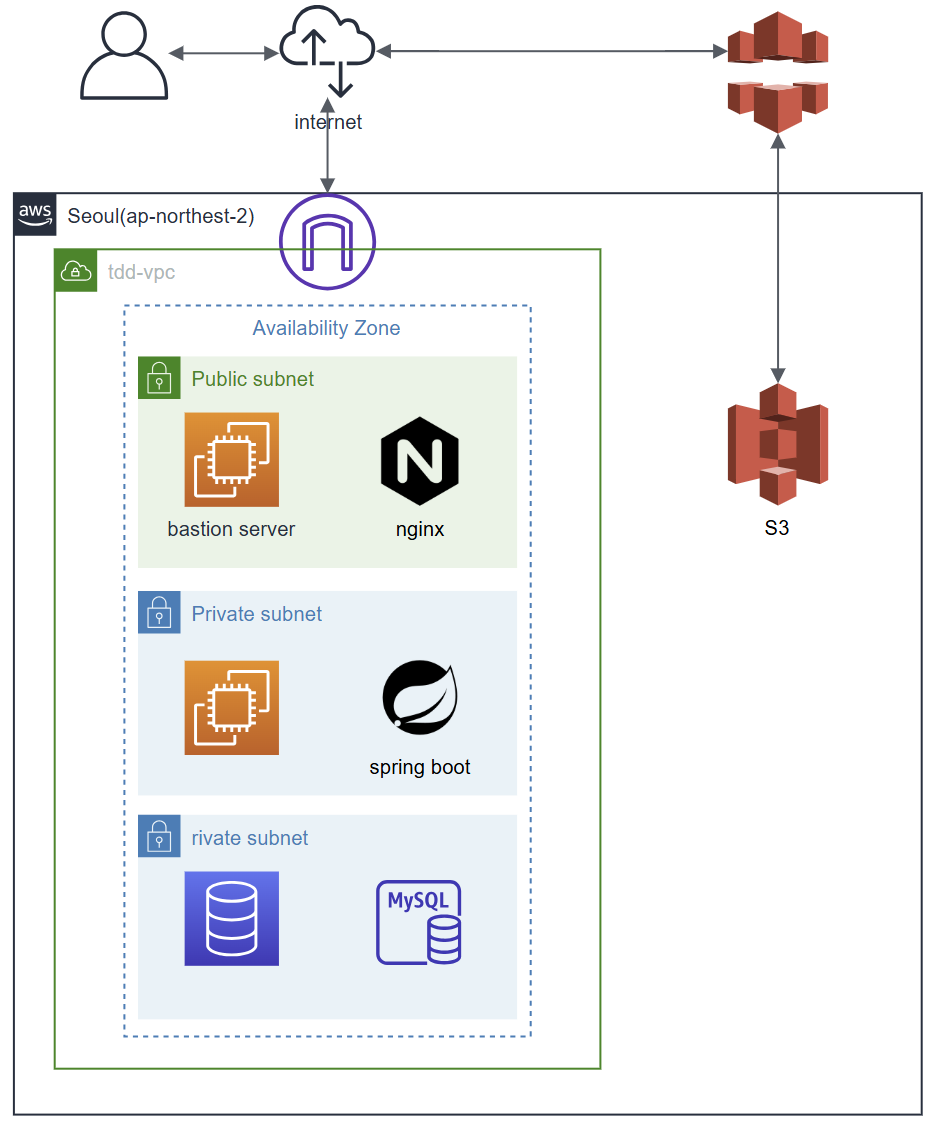 internet
aws
Seoul(ap-northest-2)
tdd-vpc
Availability Zone
Public subnet
bastion server
nginx
S3
Private subnet
spring boot
rivate subnet
MySQL